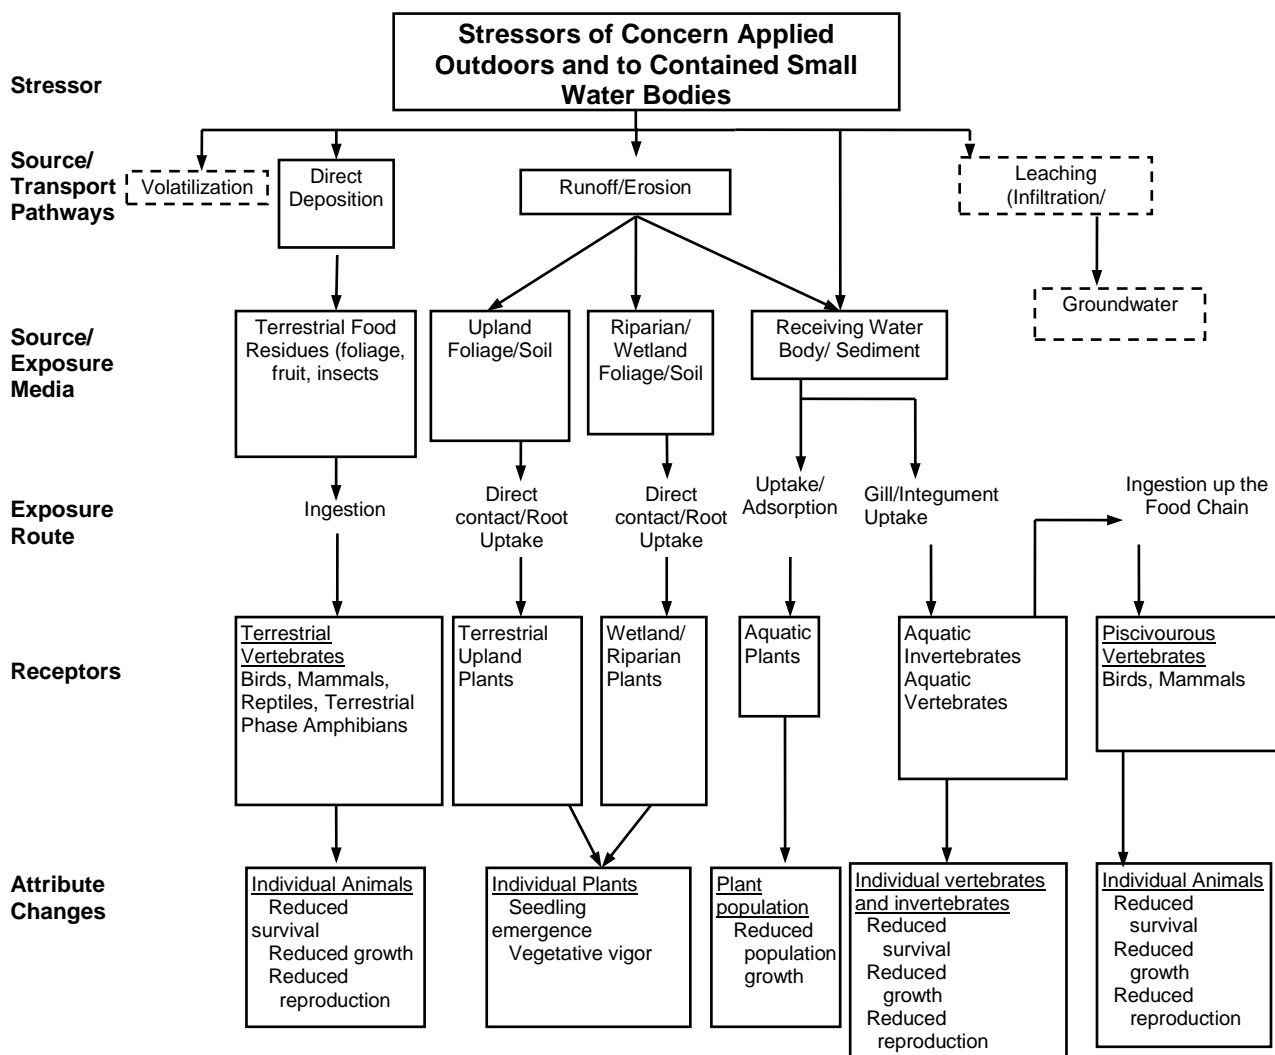 Stressors of Concern Applied
Outdoors and to Contained Small
Water Bodies
Stressor
Source/
Transport
Pathways
Volatilization
Direct
Deposition
Runoff/Erosion
Leaching
(Infiltration/
Source/
Exposure
Media
Terrestrial Food
Residues (foliage,
fruit, insects
Upland
Foliage/Soil
Riparian/
Wetland
Foliage/Soil
Receiving Water
Body/ Sediment
Groundwater
Exposure
Route
Ingestion
Direct
contact/Root
Uptake
Direct
contact/Root
Uptake
Uptake/
Adsorption
Gill/Integument
Uptake
Ingestion up the
Food Chain
Receptors
Terrestrial
Vertebrates
Birds, Mammals,
Reptiles, Terrestrial
Phase Amphibians
Terrestrial
Upland
Plants
Wetland/
Riparian
Plants
Aquatic
Plants
Aquatic
Invertebrates
Aquatic
Vertebrates
Piscivourous
Vertebrates
Birds, Mammals
Attribute
Changes
Individual Animals
Reduced
survival
Reduced growth
Reduced
reproduction
Individual Plants
Seedling
emergence
Vegetative vigor
Plant
population
Reduced
population
growth
Individual vertebrates
and invertebrates
Reduced
survival
Reduced
growth
Reduced
reproduction
Individual Animals
Reduced
survival
Reduced
growth
Reduced
reproduction